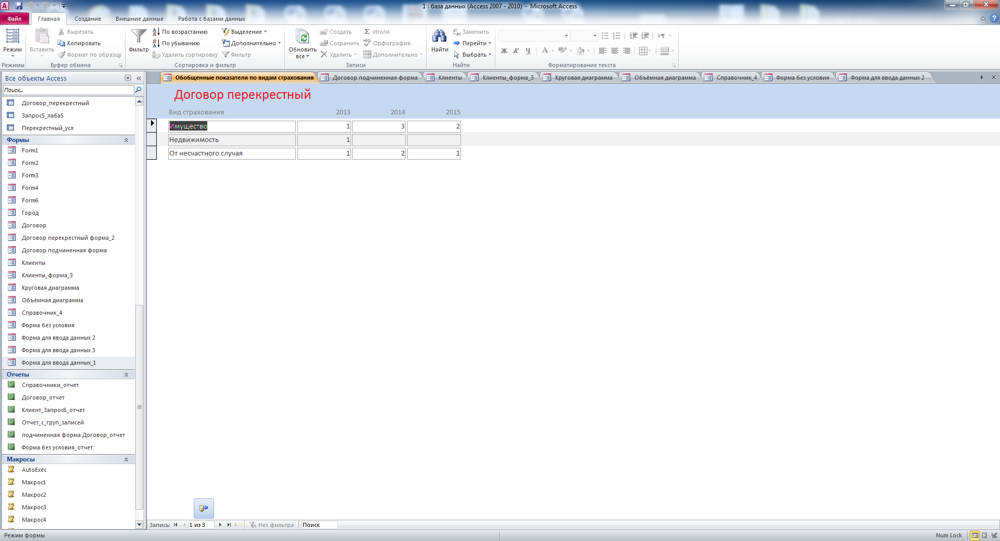 1 : база данных (Access 2007 - 2010)  -  Microsoft Access
Файл Главная Создание Внешние данные Работа с базами данных
Режим
Режимы
Вставить
Вырезать
Копировать
Формат по образцу
Буфер обмена
Фильтр
По возрастанию
По убыванию
Удалить сортировку
Выделение
Дополнительно
Фильтр
Сортировка и фильтр
Обновить
все
Создать
Сохранить
Удалить
Итоги
Орфография
Дополнительно
Записи
Найти
Заменить
Перейти
Выбрать
Найти
Ж К Ч А
Форматирование текста
Все объекты Access
Поиск...
Договор_перекрестный
Запрос5_лаба5
Перекрестный_усл
Формы
Form1
Form2
Form3
Form4
Form6
Город
Договор
Договор перекрестный форма_2
Договор подчиненная форма
Клиенты
Клиенты_форма_3
Круговая диаграмма
Объёмная диаграмма
Справочник_4
Форма без условия
Форма для ввода данных 2
Форма для ввода данных 3
Форма для ввода данных_1
Отчеты
Справочники_отчет
Договор_отчет
Клиент_Запрос6_отчет
Отчет_с_груп_записей
подчиненная форма Договор_отчет
Форма без условия_отчет
Макросы
AutoExec
Макрос1
Макрос2
Макрос3
Макрос4
Обобщенные показатели по видам страхования Договор подчиненная форма Клиенты Клиенты_форма_3 Круговая диаграмма Объёмная диаграмма Справочник_4 Форма без условия Форма для ввода данных 2
Договор перекрестный
Вид страхования 2013 2014 2015
Имущество 1 3 2
Недвижимость 1
От несчастного случая 1 2 1
Запись: 1 из 3 Нет фильтра Поиск
Режим формы Num Lock